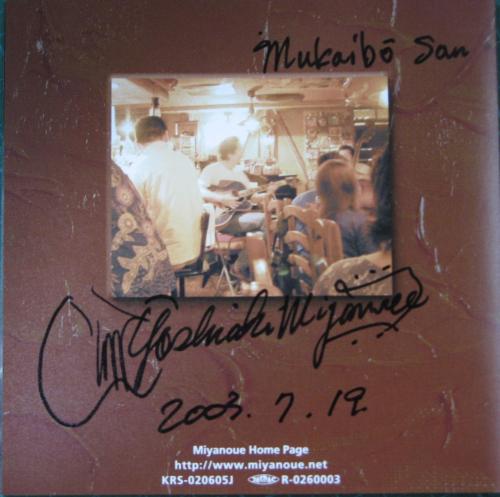 Mukaibō San
Yoshiaki Miyanoue
2003. 7. 19.
Miyanoue Home Page
http://www.miyanoue.net
KRS-020605J R-0260003